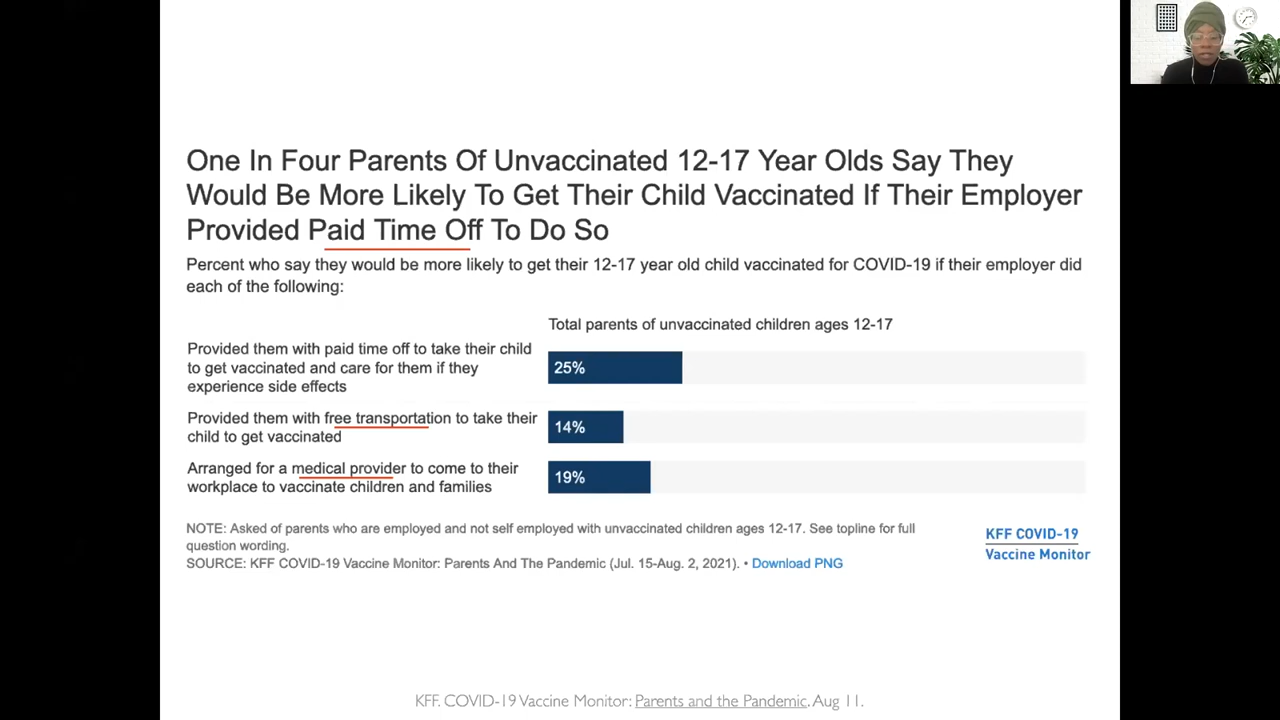 One In Four Parents Of Unvaccinated 12-17 Year Olds Say They
Would Be More Likely To Get Their Child Vaccinated If Their Employer
Provided Paid Time Off To Do So
Percent who say they would be more likely to get their 12-17 year old child vaccinated for COVID-19 if their employer did
each of the following:
Total parents of unvaccinated children ages 12-17
Provided them with paid time off to take their child
to get vaccinated and care for them if they
experience side effects
25%
Provided them with free transportation to take their
child to get vaccinated
14%
Arranged for a medical provider to come to their
workplace to vaccinate children and families
19%
NOTE: Asked of parents who are employed and not self employed with unvaccinated children ages 12-17. See topline for full
question wording.
SOURCE: KFF COVID-19 Vaccine Monitor: Parents And The Pandemic (Jul. 15-Aug. 2, 2021). • Download PNG
KFF COVID-19
Vaccine Monitor
KFF. COVID-19 Vaccine Monitor: Parents and the Pandemic. Aug 11.